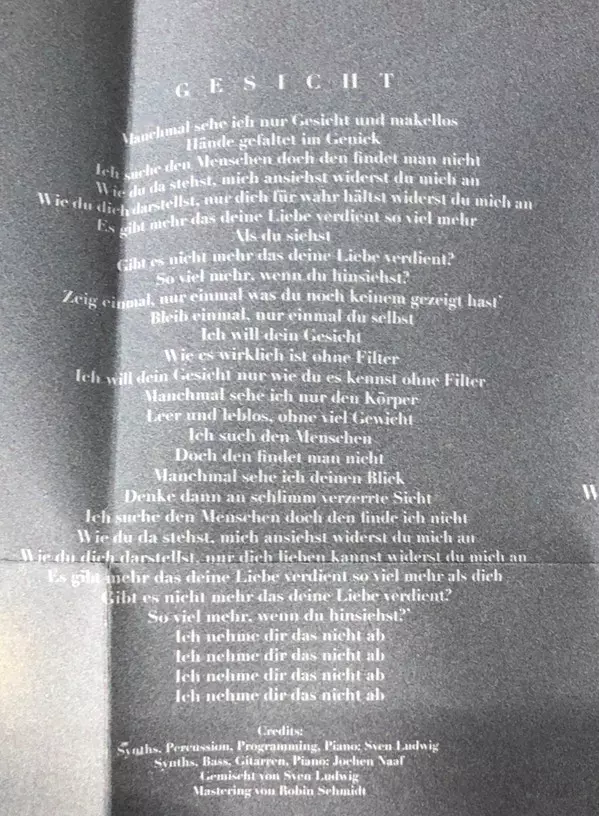 GESICHT
Manchmal sehe ich nur Gesicht und makellos
Hände gefaltet im Genick
Ich suche den Menschen doch den findet man nicht
Wie du da stehst, mich ansiehst widerst du mich an
Wie du dich darstellst, nur dich für wahr hältst widerst du mich an
Es gibt mehr das deine Liebe verdient so viel mehr
Als du siehst
Gibt es nicht mehr das deine Liebe verdient?
So viel mehr, wenn du hinsiehst?
Zeig einmal, nur einmal was du noch keinem gezeigt hast'
Bleib einmal, nur einmal du selbst
Ich will dein Gesicht
Wie es wirklich ist ohne Filter
Ich will dein Gesicht nur wie du es kennst ohne Filter
Manchmal sehe ich nur den Körper
Leer und leblos, ohne viel Gewicht
Ich such den Menschen
Doch den findet man nicht
Manchmal sehe ich deinen Blick
Denke dann an schlimm verzerrte Sicht
W
Ich suche den Menschen doch den finde ich nicht
Wie du da stehst, mich ansiehst widerst du mich an
Wie du dich darstellst, nur dich lieben kannst widerst du mich an
Es gibt mehr das deine Liebe verdient so viel mehr als dich
Gibt es nicht mehr das deine Liebe verdient?
So viel mehr, wenn du hinsiehst?'
Ich nehme dir das nicht ab
Ich nehme dir das nicht ab
Ich nehme dir das nicht ab
Ich nehme dir das nicht ab
Credits:
Synths, Percussion, Programming, Piano: Sven Ludwig
Synths, Bass, Gitarren, Piano: Jochen Naaf
Gemischt von Sven Ludwig
Mastering von Robin Schmidt